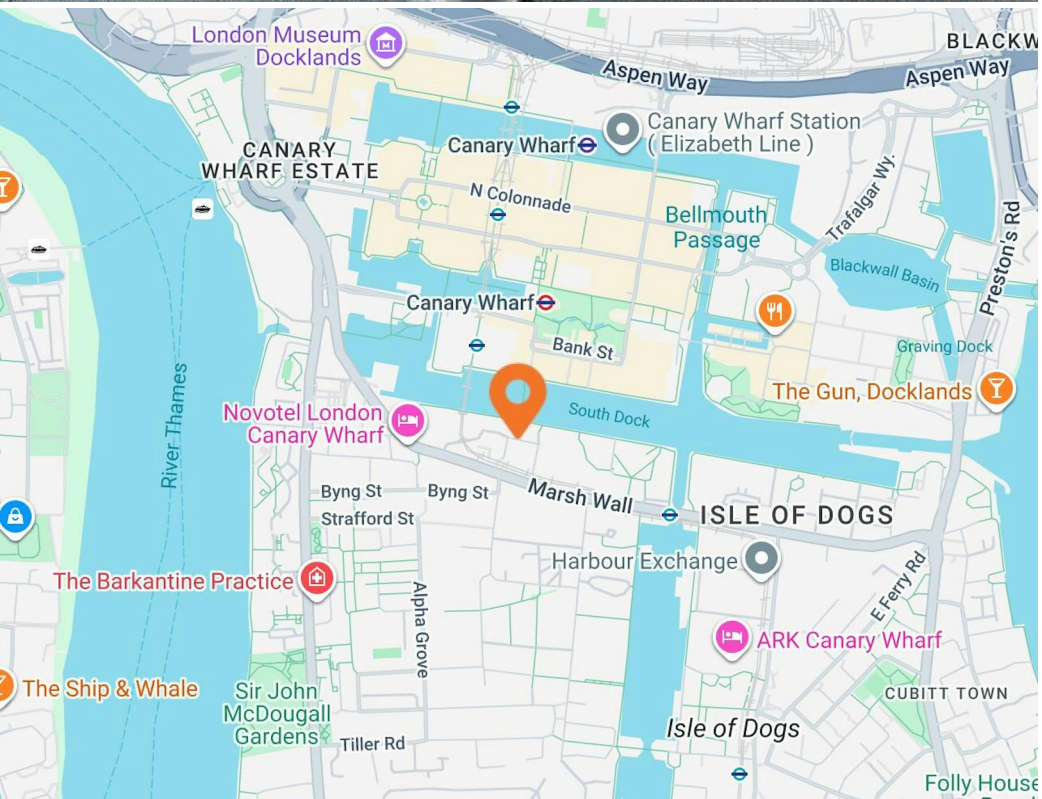 London Museum
Docklands
BLACKW
Aspen Way
Aspen Way
Canary Wharf
Canary Wharf Station
( Elizabeth Line )
CANARY
WHARF ESTATE
N Colonnade
Trafalgar Wy.
Bellmouth
Passage
Preston's Rd
Blackwall Basin
Canary Wharf
Bank St
Graving Dock
The Gun, Docklands
River Thames
Novotel London
Canary Wharf
South Dock
Byng St
Byng St
Marsh Wall
Strafford St
ISLE OF DOGS
Harbour Exchange
E Ferry Rd
The Barkantine Practice
Alpha Grove
ARK Canary Wharf
The Ship & Whale
Sir John
McDougall
Gardens
CUBITT TOWN
Isle of Dogs
Tiller Rd
Folly House